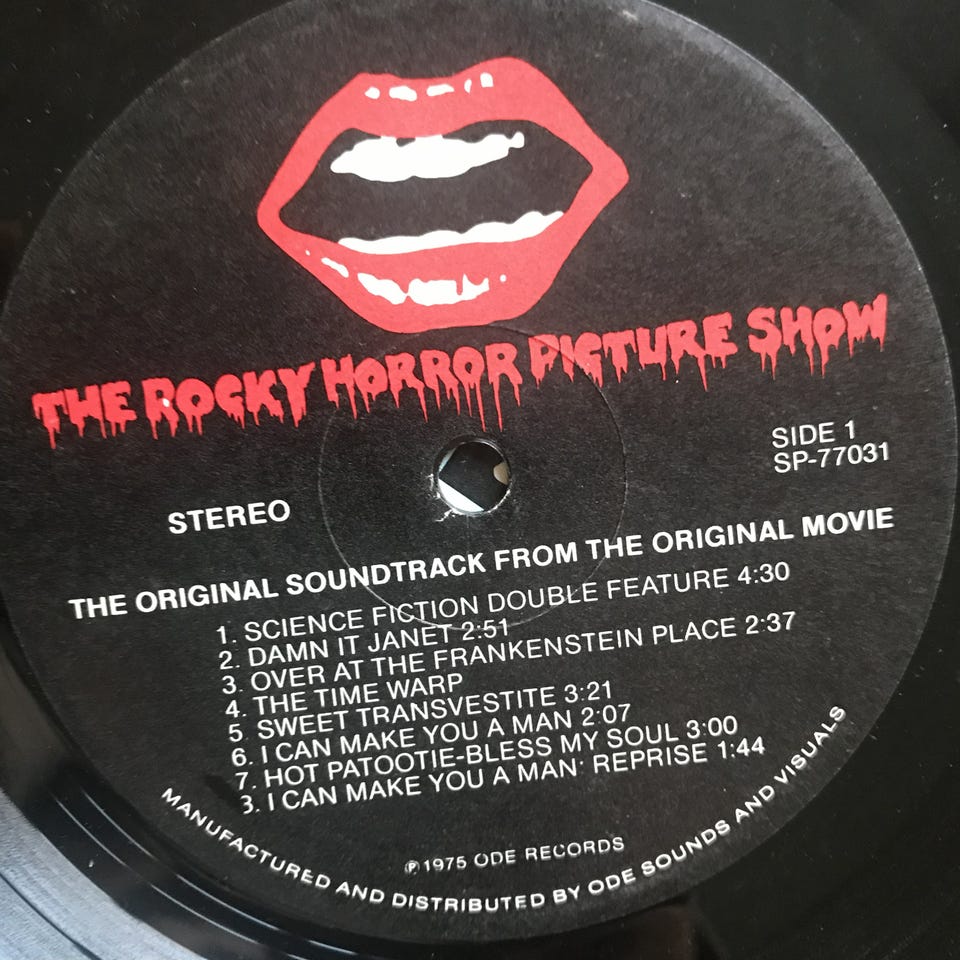 THE ROCKY HORROR PICTURE SHOW
SIDE 1
SP-77031
STEREO
THE ORIGINAL SOUNDTRACK FROM THE ORIGINAL MOVIE
1. SCIENCE FICTION DOUBLE FEATURE 4:30
2. DAMN IT JANET 2:51
3. OVER AT THE FRANKENSTEIN PLACE 2:37
4. THE TIME WARP
5. SWEET TRANSVESTITE 3:21
6. I CAN MAKE YOU A MAN 2:07
7. HOT PATOOTIE-BLESS MY SOUL 3:00
8. I CAN MAKE YOU A MAN' REPRISE 1:44
℗1975 ODE RECORDS
MANUFACTURED AND DISTRIBUTED BY ODE SOUNDS AND VISUALS